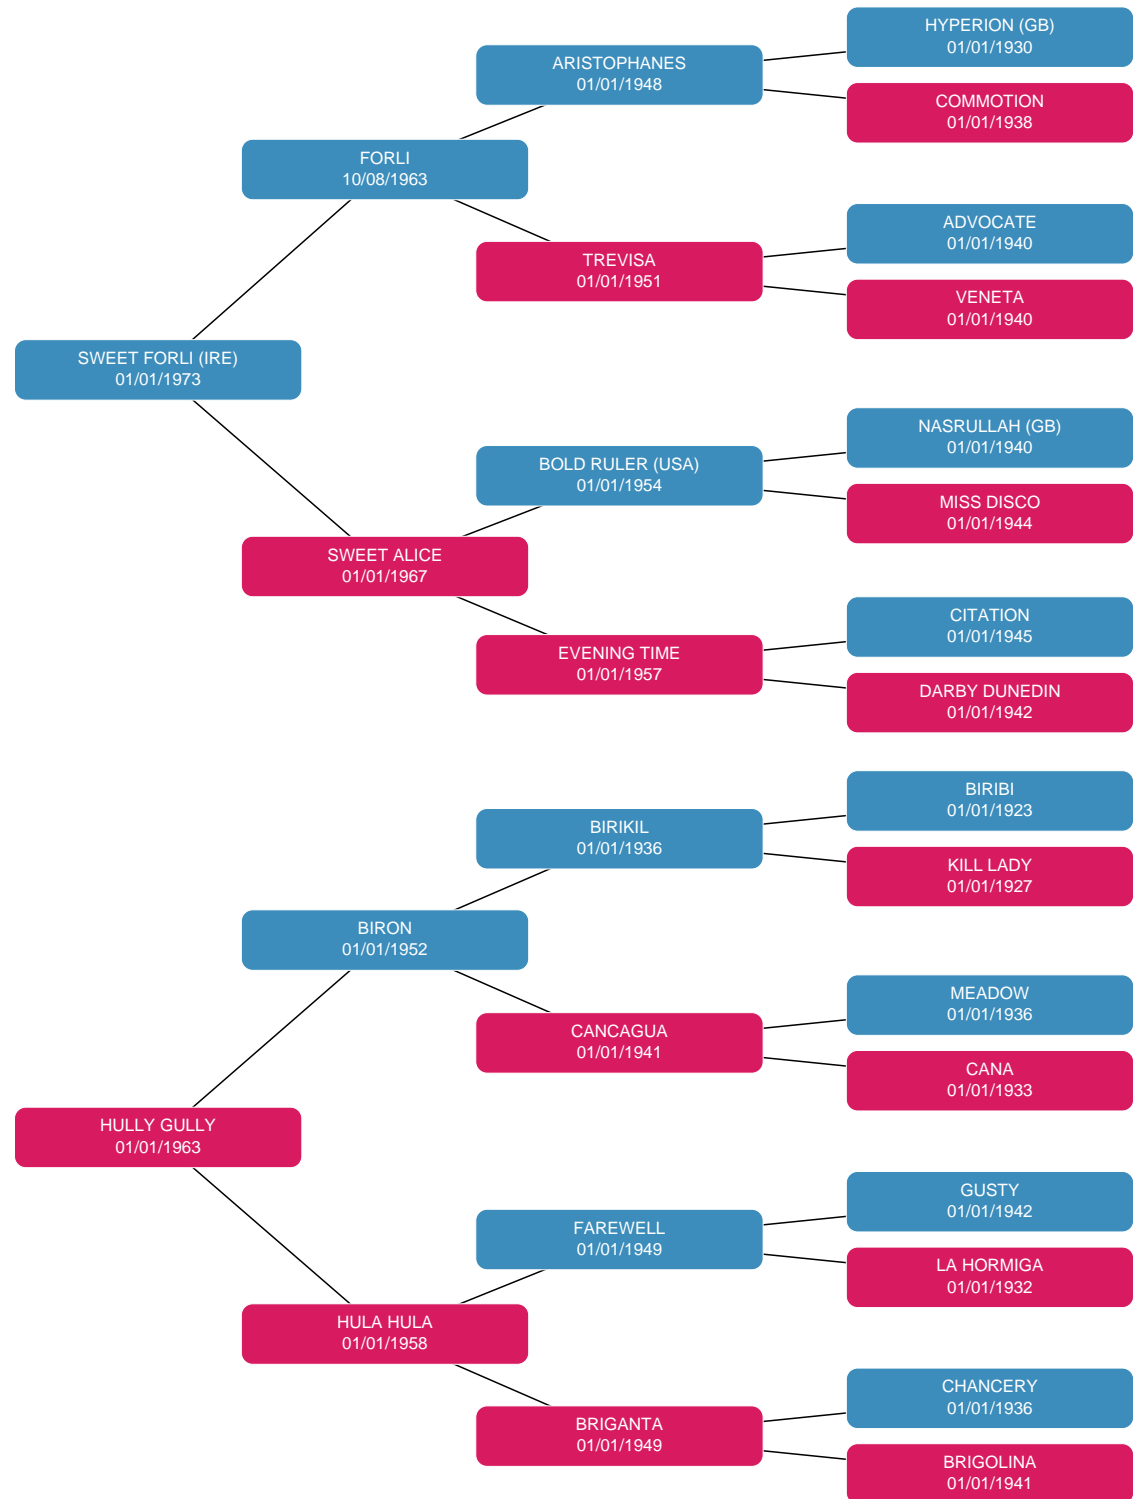 HYPERION (GB)
01/01/1930
ARISTOPHANES
01/01/1948
COMMOTION
01/01/1938
FORLI
10/08/1963
ADVOCATE
01/01/1940
TREVISA
01/01/1951
VENETA
01/01/1940
SWEET FORLI (IRE)
01/01/1973
NASRULLAH (GB)
01/01/1940
BOLD RULER (USA)
01/01/1954
MISS DISCO
01/01/1944
SWEET ALICE
01/01/1967
CITATION
01/01/1945
EVENING TIME
01/01/1957
DARBY DUNEDIN
01/01/1942
BIRIBI
01/01/1923
BIRIKIL
01/01/1936
KILL LADY
01/01/1927
BIRON
01/01/1952
MEADOW
01/01/1936
CANCAGUA
01/01/1941
CANA
01/01/1933
HULLY GULLY
01/01/1963
GUSTY
01/01/1942
FAREWELL
01/01/1949
LA HORMIGA
01/01/1932
HULA HULA
01/01/1958
CHANCERY
01/01/1936
BRIGANTA
01/01/1949
BRIGOLINA
01/01/1941